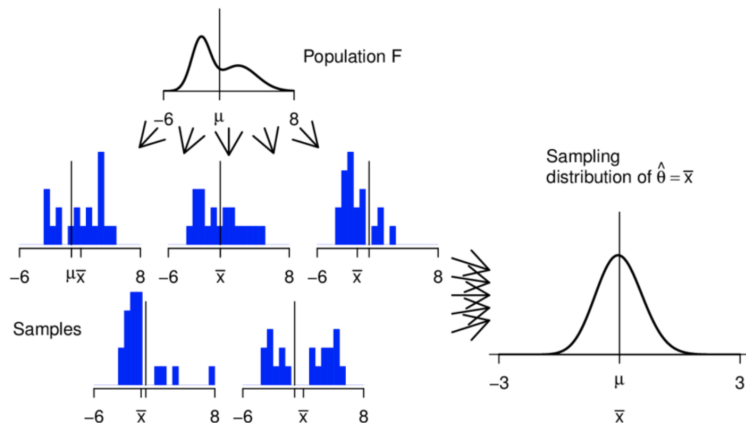 Population F
−6 μ 8
Sampling
distribution of θ̂ = x̄
−6 μ x̄ 8
−6 x̄ 8
−6 x̄ 8
Samples
−6 x̄ 8
−6 x̄ 8
−3 μ 3
x̄